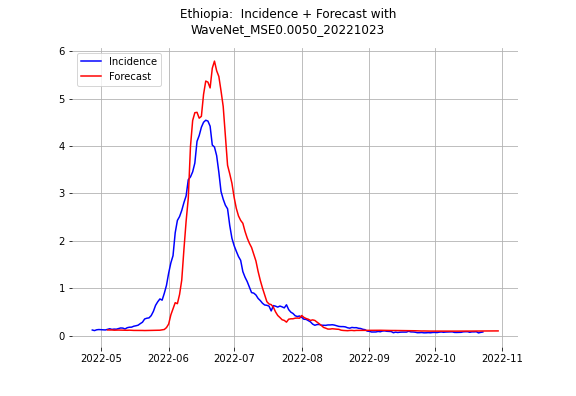 Ethiopia:  Incidence + Forecast with
WaveNet_MSE0.0050_20221023
Incidence
Forecast
6
5
4
3
2
1
0
2022-05 2022-06 2022-07 2022-08 2022-09 2022-10 2022-11